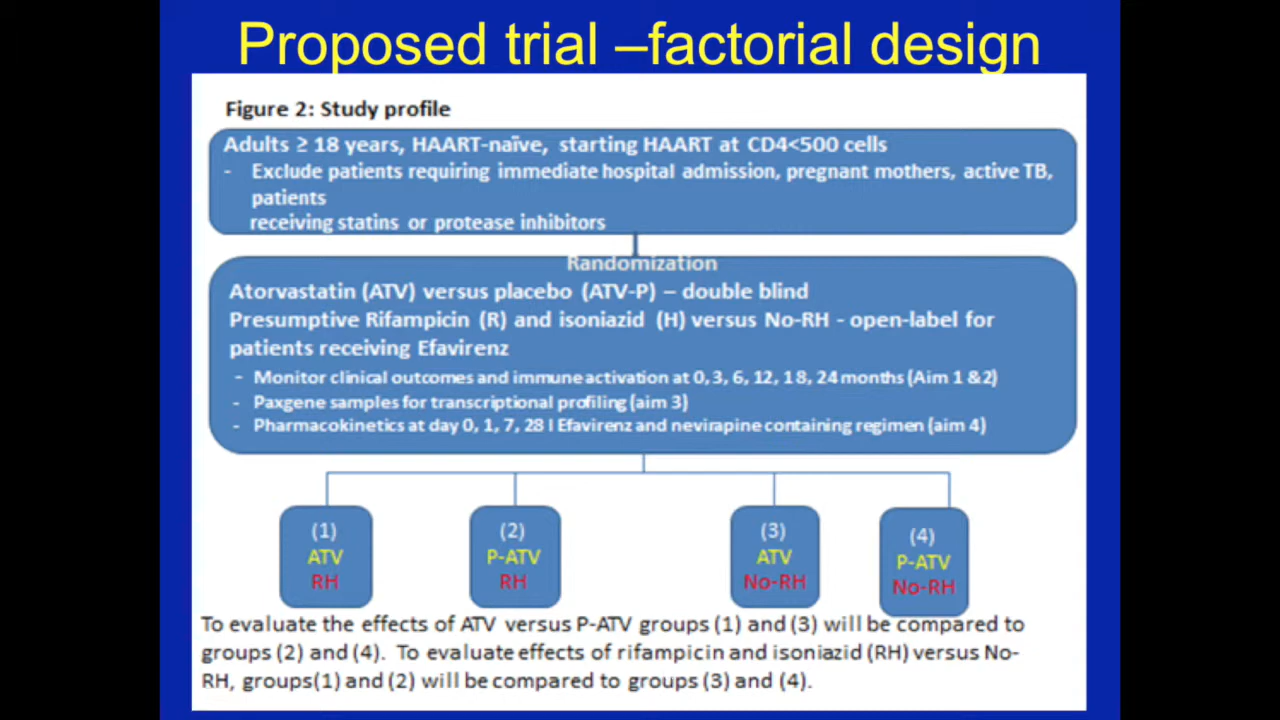 Proposed trial –factorial design
Figure 2: Study profile
Adults ≥ 18 years, HAART-naïve, starting HAART at CD4<500 cells
- Exclude patients requiring immediate hospital admission, pregnant mothers, active TB,
patients
receiving statins or protease inhibitors
Randomization
Atorvastatin (ATV) versus placebo (ATV-P) – double blind
Presumptive Rifampicin (R) and isoniazid (H) versus No-RH - open-label for
patients receiving Efavirenz
- Monitor clinical outcomes and immune activation at 0, 3, 6, 12, 18, 24 months (Aim 1 &2)
- Paxgene samples for transcriptional profiling (aim 3)
- Pharmacokinetics at day 0, 1, 7, 28 I Efavirenz and nevirapine containing regimen (aim 4)
(1)
ATV
RH
(2)
P-ATV
RH
(3)
ATV
No-RH
(4)
P-ATV
No-RH
To evaluate the effects of ATV versus P-ATV groups (1) and (3) will be compared to
groups (2) and (4). To evaluate effects of rifampicin and isoniazid (RH) versus No-
RH, groups(1) and (2) will be compared to groups (3) and (4).